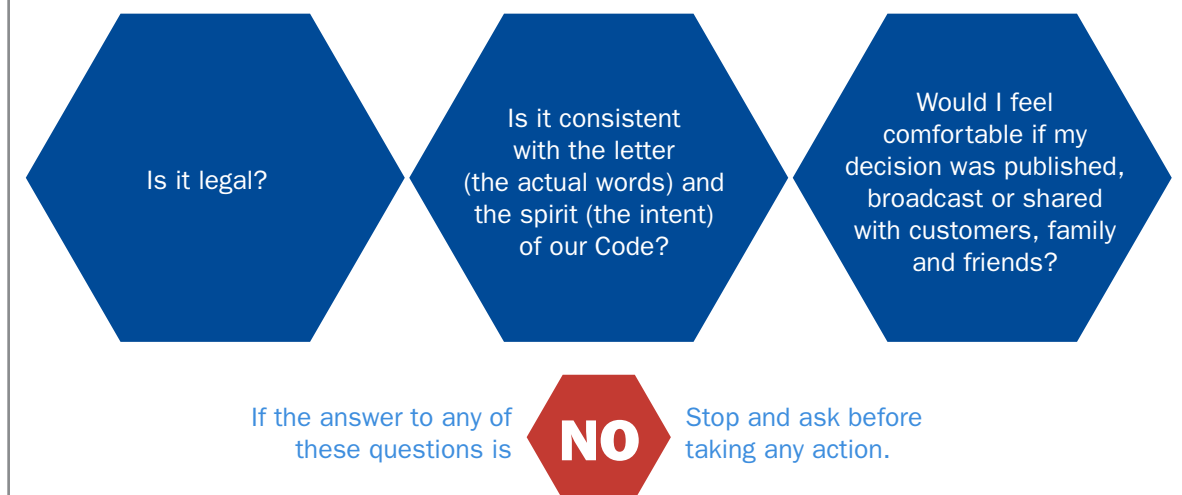 Is it legal?
Is it consistent
with the letter
(the actual words) and
the spirit (the intent)
of our Code?
Would I feel
comfortable if my
decision was published,
broadcast or shared
with customers, family
and friends?
If the answer to any of
these questions is
NO
Stop and ask before
taking any action.